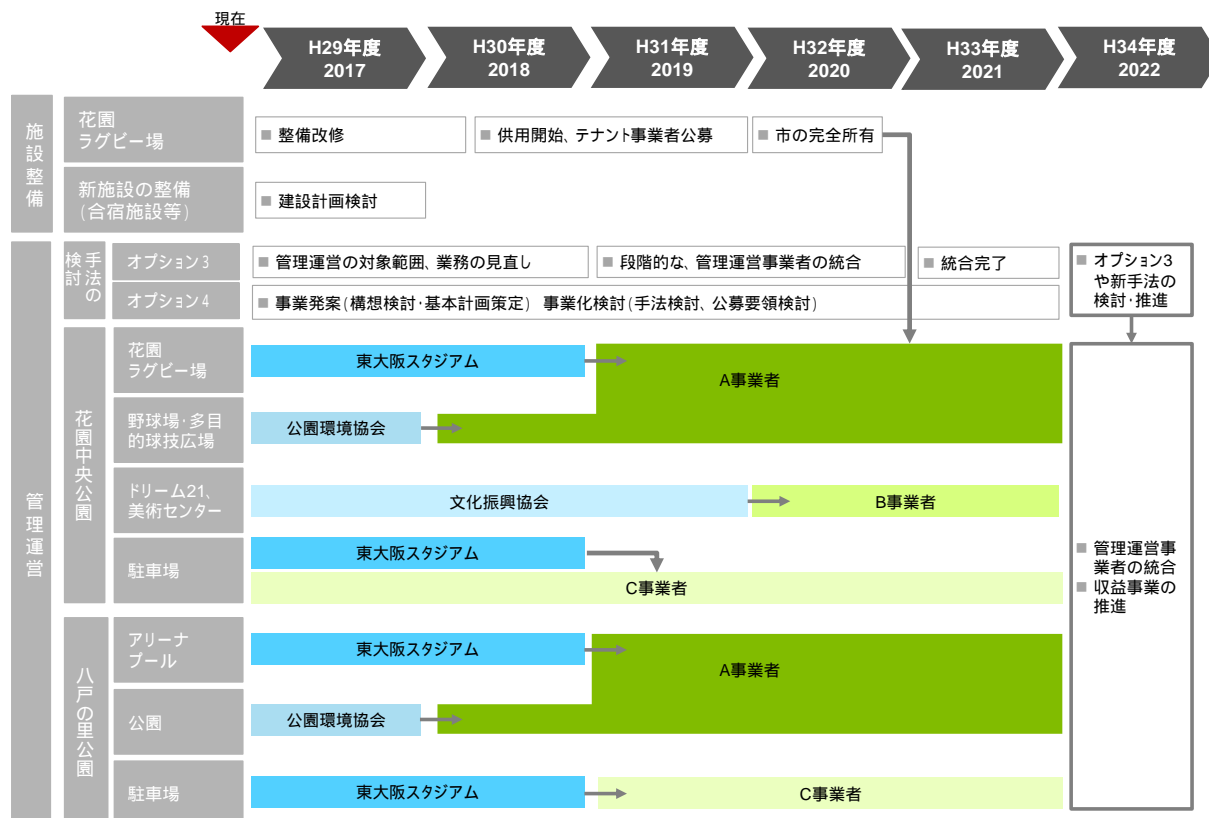 現在
H29年度
2017
H30年度
2018
H31年度
2019
H32年度
2020
H33年度
2021
H34年度
2022
施設整備
花園
ラグビー場
■ 整備改修
■ 供用開始、テナント事業者公募
■ 市の完全所有
新施設の整備
(合宿施設等)
■ 建設計画検討
管理運営
手法の
検討
オプション3
■ 管理運営の対象範囲、業務の見直し
■ 段階的な、管理運営事業者の統合
■ 統合完了
■ オプション3
や新手法の
検討・推進
オプション4
■ 事業発案(構想検討・基本計画策定) 事業化検討(手法検討、公募要領検討)
花園中央公園
花園
ラグビー場
東大阪スタジアム
A事業者
野球場・多目
的球技広場
公園環境協会
ドリーム21、
美術センター
文化振興協会
B事業者
駐車場
東大阪スタジアム
C事業者
■ 管理運営事
業者の統合
■ 収益事業の
推進
八戸の里公園
アリーナ
プール
東大阪スタジアム
A事業者
公園
公園環境協会
駐車場
東大阪スタジアム
C事業者